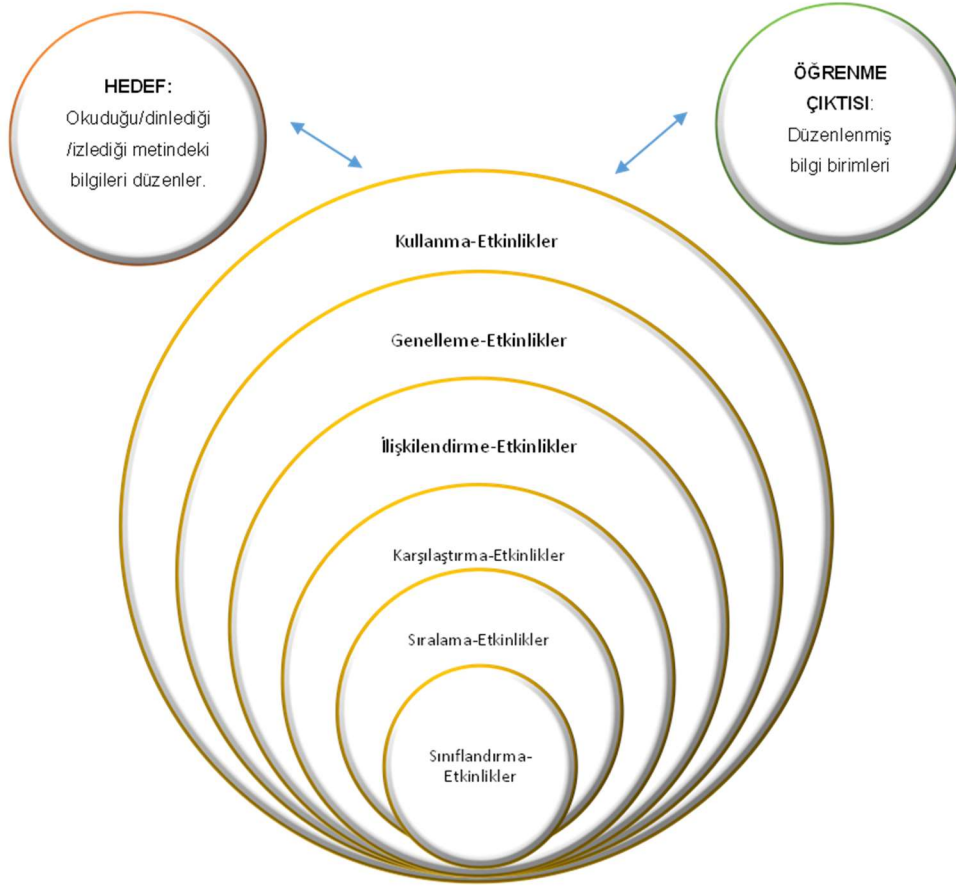 HEDEF:
Okuduğu/dinlediği
/izlediği metindeki
bilgileri düzenler.
ÖĞRENME
ÇIKTISI:
Düzenlenmiş
bilgi birimleri
Kullanma-Etkinlikler
Genelleme-Etkinlikler
İlişkilendirme-Etkinlikler
Karşılaştırma-Etkinlikler
Sıralama-Etkinlikler
Sınıflandırma-
Etkinlikler